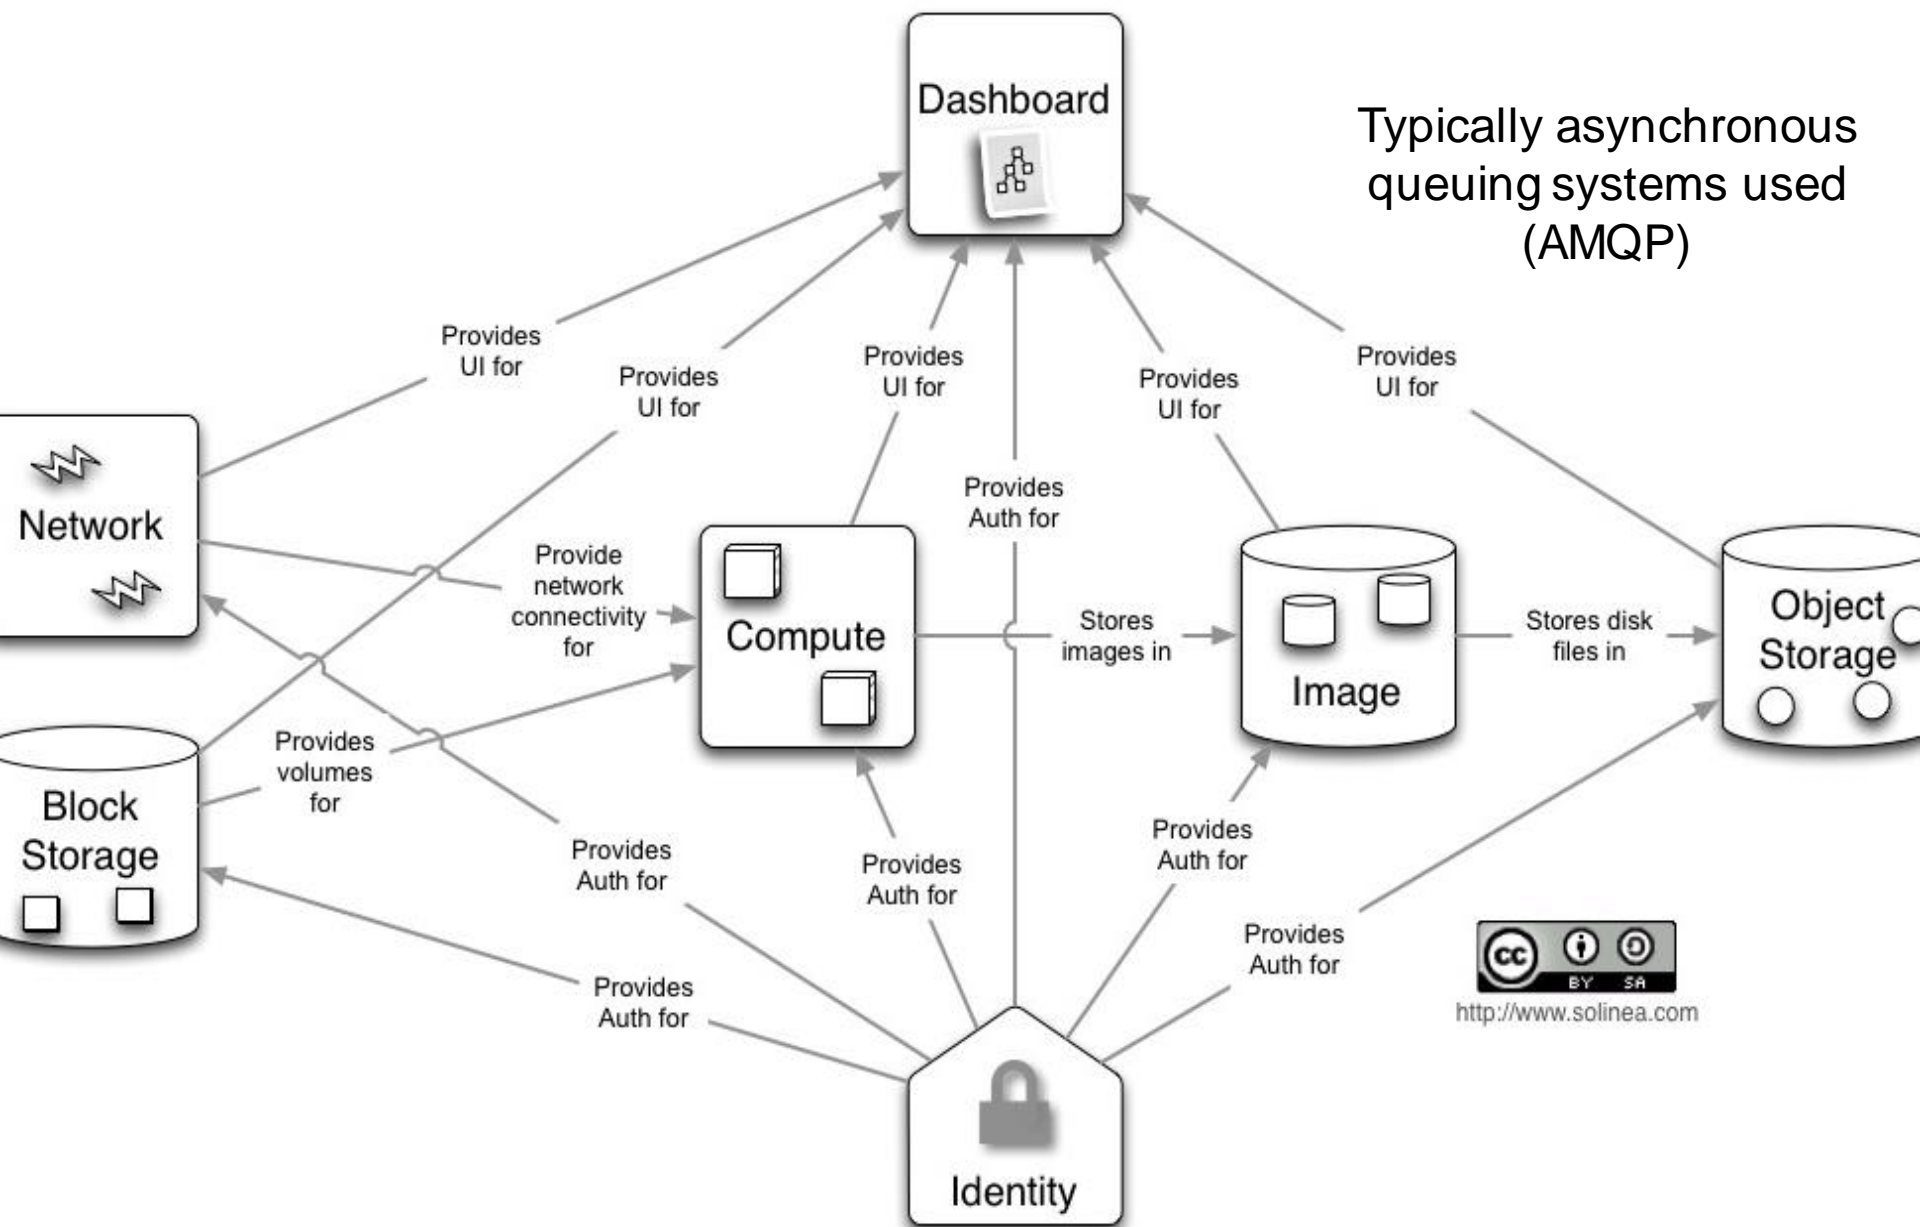 Dashboard
Typically asynchronous
queuing systems used
(AMQP)
Provides
UI for
Provides
UI for
Provides
UI for
Provides
UI for
Provides
UI for
Provides
Auth for
Network
Provide
network
connectivity
for
Compute
Stores
images in
Image
Stores disk
files in
Object
Storage
Block
Storage
Provides
volumes
for
Provides
Auth for
Provides
Auth for
Provides
Auth for
Provides
Auth for
Provides
Auth for
Identity
cc
BY SA
http://www.solinea.com